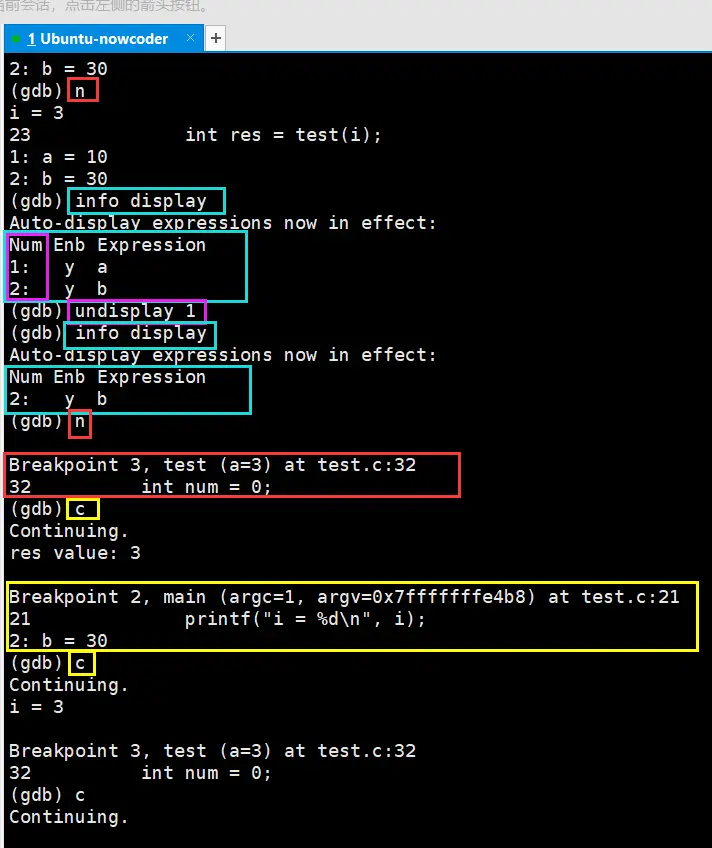 当前会话，点击左侧的箭头按钮。
1 Ubuntu-nowcoder × +
2: b = 30
(gdb) n
i = 3
23 int res = test(i);
1: a = 10
2: b = 30
(gdb) info display
Auto-display expressions now in effect:
Num Enb Expression
1: y a
2: y b
(gdb) undisplay 1
(gdb) info display
Auto-display expressions now in effect:
Num Enb Expression
2: y b
(gdb) n
Breakpoint 3, test (a=3) at test.c:32
32 int num = 0;
(gdb) c
Continuing.
res value: 3
Breakpoint 2, main (argc=1, argv=0x7fffffffe4b8) at test.c:21
21 printf("i = %d\n", i);
2: b = 30
(gdb) c
Continuing.
i = 3
Breakpoint 3, test (a=3) at test.c:32
32 int num = 0;
(gdb) c
Continuing.